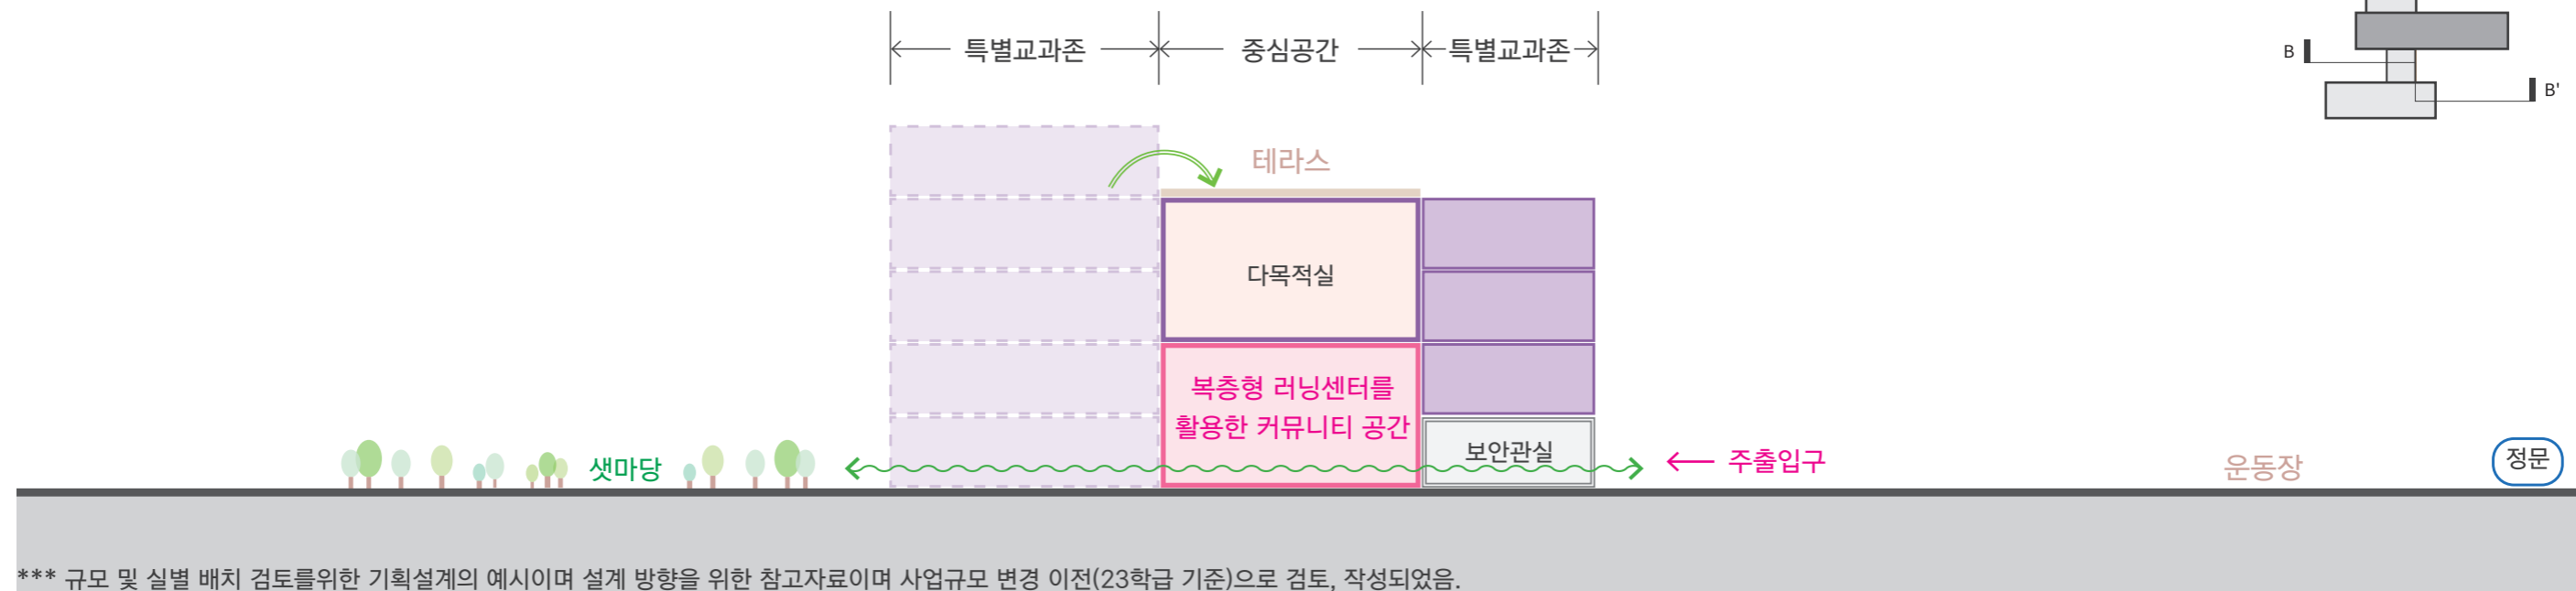 특별교과존 중심공간 특별교과존
B
B'
테라스
다목적실
복층형 러닝센터를
활용한 커뮤니티 공간
보안관실
샛마당
주출입구
운동장
정문
*** 규모 및 실별 배치 검토를위한 기획설계의 예시이며 설계 방향을 위한 참고자료이며 사업규모 변경 이전(23학급 기준)으로 검토, 작성되었음.